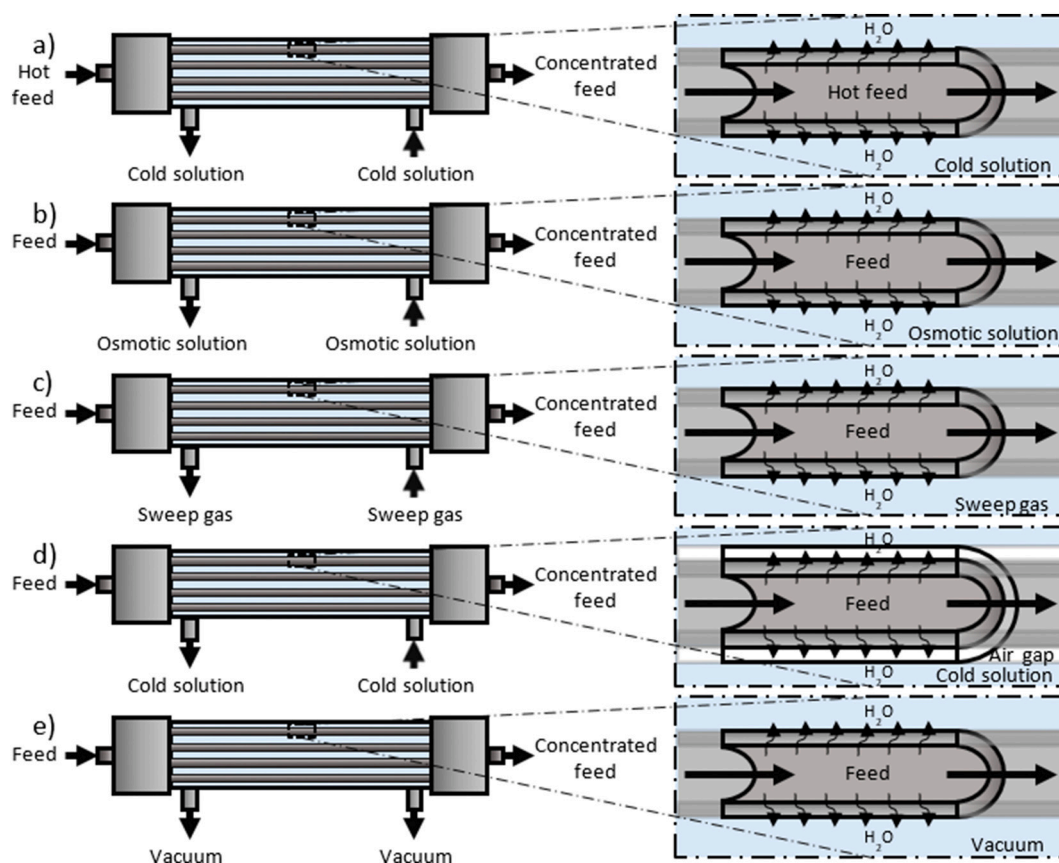 a)
Hot
feed
Concentrated
feed
Cold solution
Cold solution
H2O
Hot feed
H2O
Cold solution
b)
Feed
Concentrated
feed
Osmotic solution
Osmotic solution
H2O
Feed
H2O
Osmotic solution
c)
Feed
Concentrated
feed
Sweep gas
Sweep gas
H2O
Feed
H2O
Sweep gas
d)
Feed
Concentrated
feed
Cold solution
Cold solution
H2O
Feed
Air gap
H2O
Cold solution
e)
Feed
Concentrated
feed
Vacuum
Vacuum
H2O
Feed
H2O
Vacuum